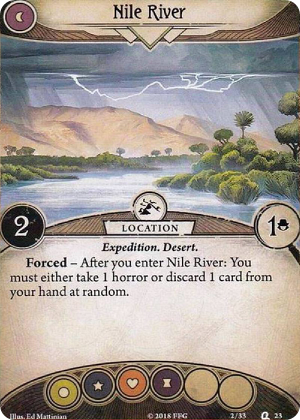 Nile River
2
LOCATION
1
Expedition. Desert.
Forced – After you enter Nile River: You
must either take 1 horror or discard 1 card from
your hand at random.
Illus. Ed Mattinian
© 2018 FFG
2/33
23